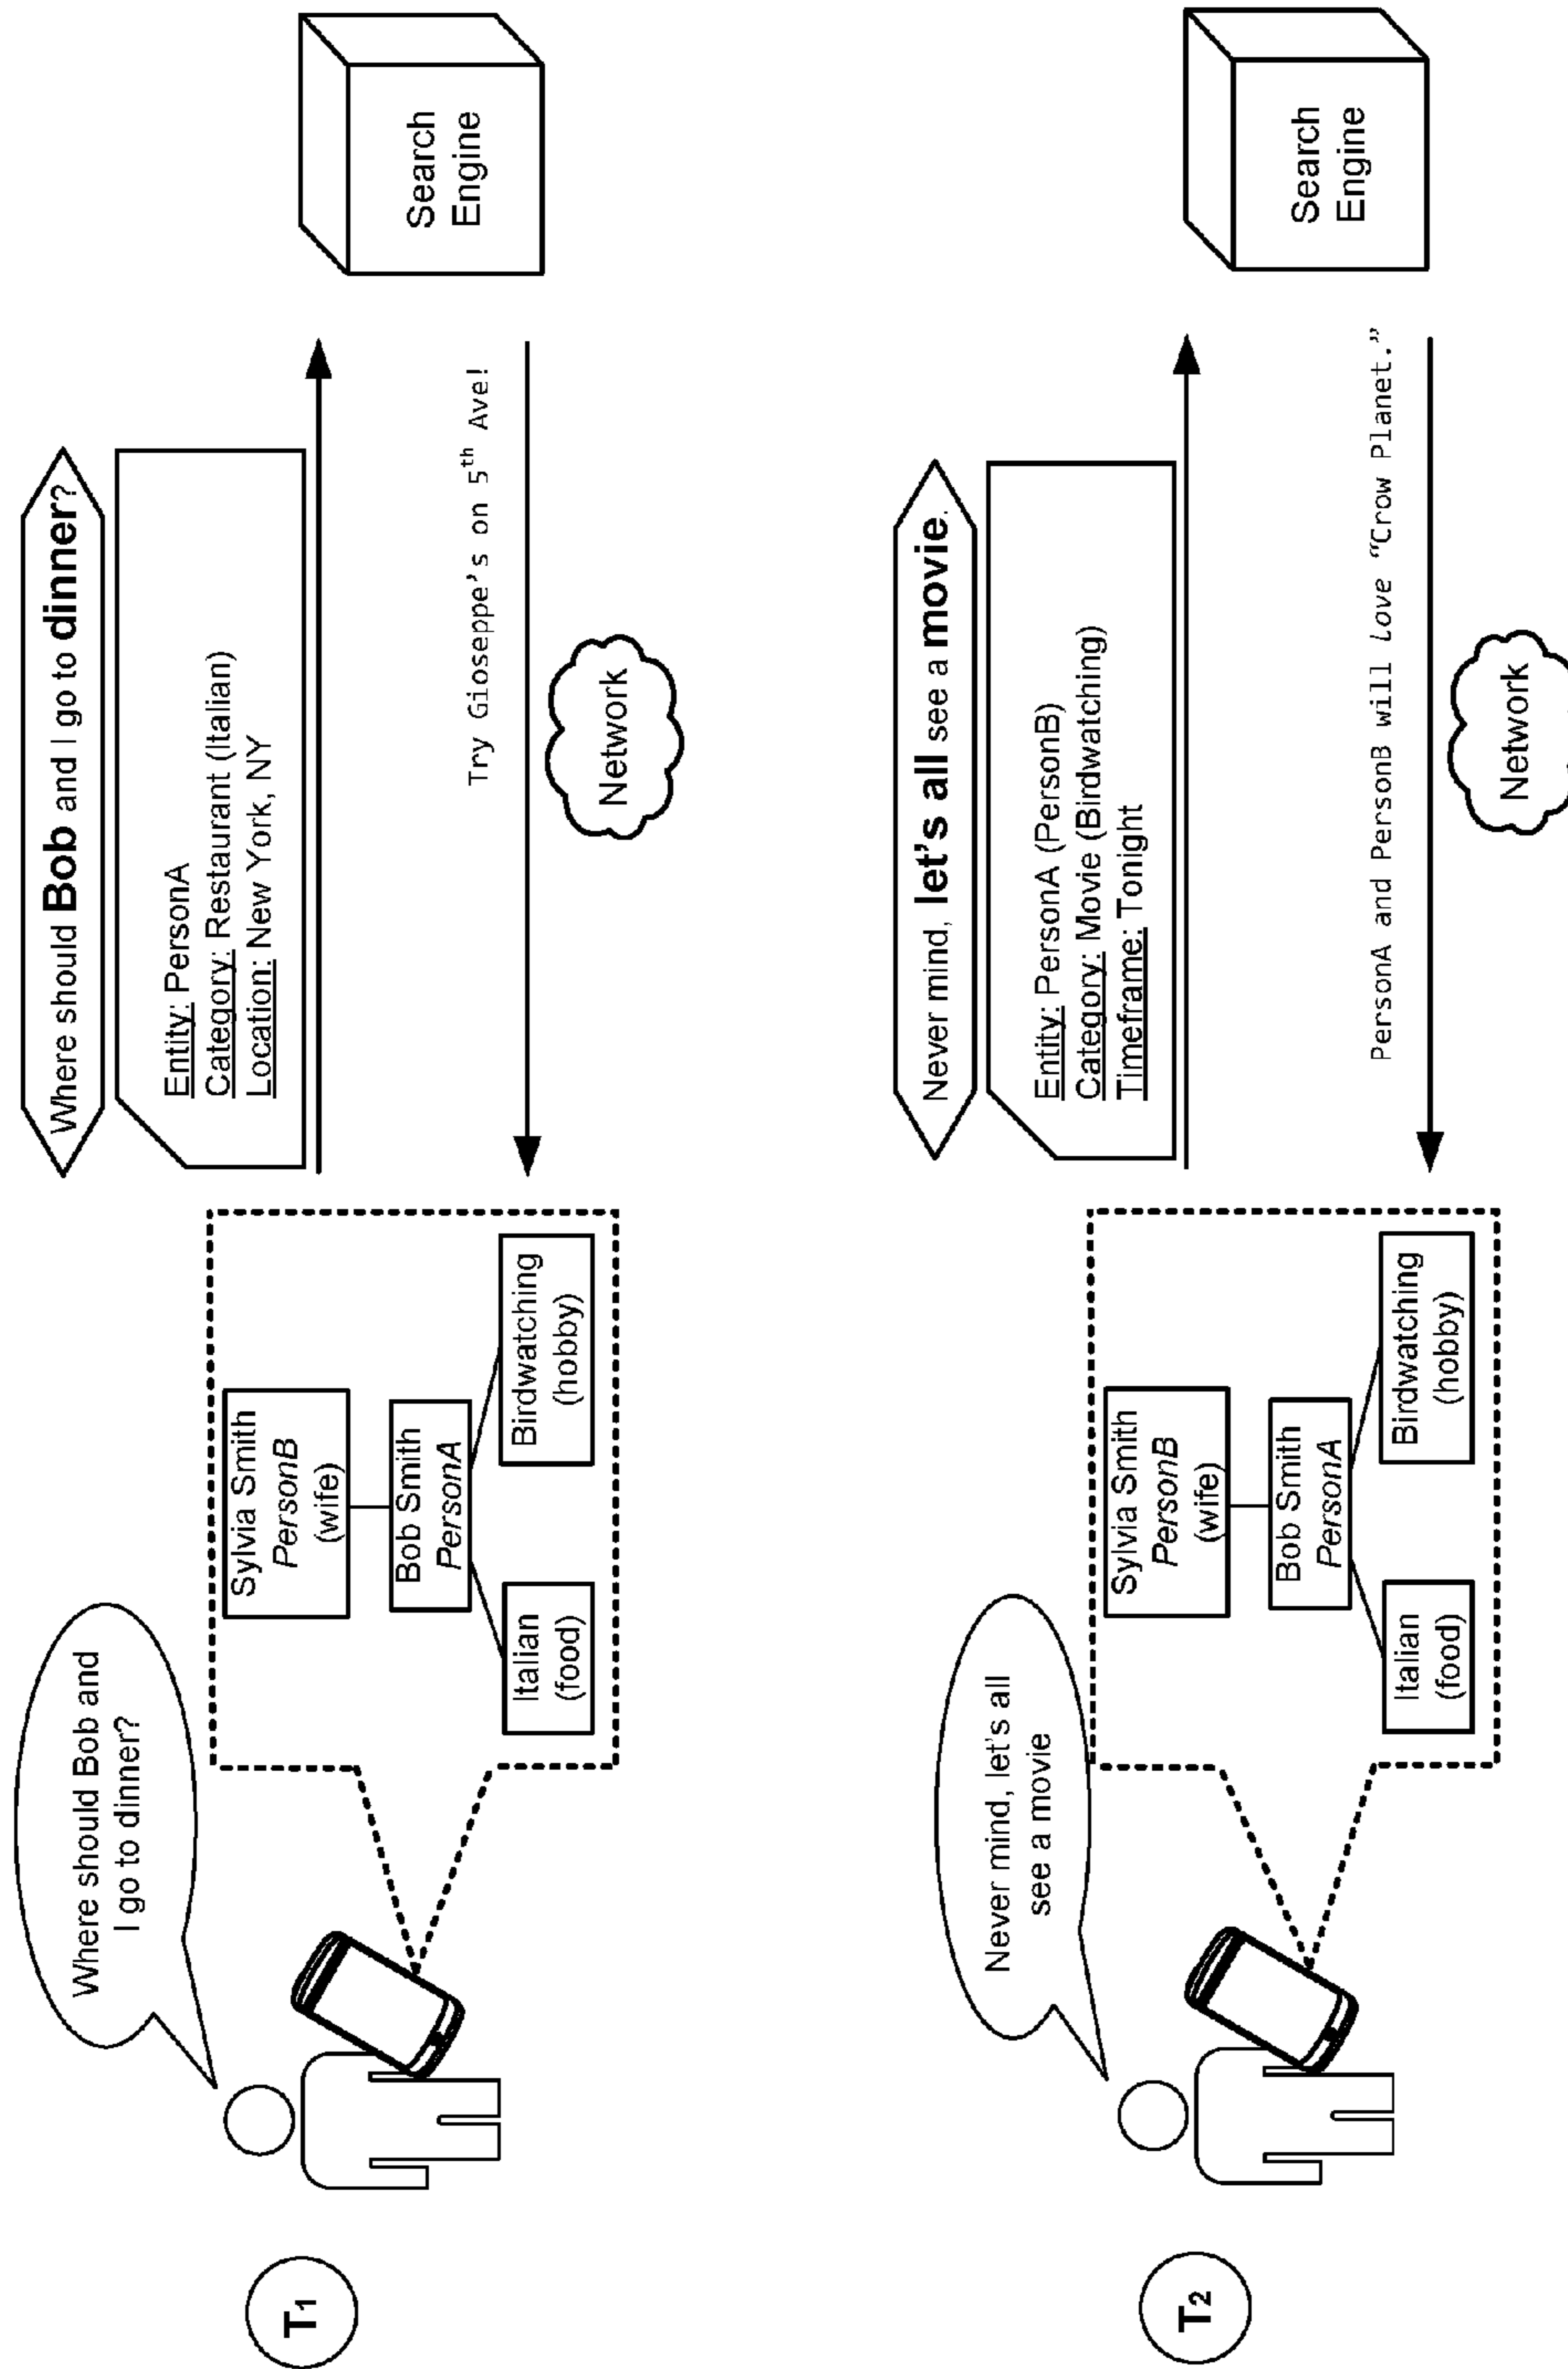 T1
Where should Bob and
I go to dinner?
Sylvia Smith
PersonB
(wife)
Bob Smith
PersonA
Italian
(food)
Birdwatching
(hobby)
Where should Bob and I go to dinner?
Entity: PersonA
Category: Restaurant (Italian)
Location: New York, NY
Try Gioseppe's on 5th Ave!
Network
Search
Engine
T2
Never mind, let's all
see a movie
Sylvia Smith
PersonB
(wife)
Bob Smith
PersonA
Italian
(food)
Birdwatching
(hobby)
Never mind, let's all see a movie.
Entity: PersonA (PersonB)
Category: Movie (Birdwatching)
Timeframe: Tonight
PersonA and PersonB will Love “Crow Planet.”
Network
Search
Engine